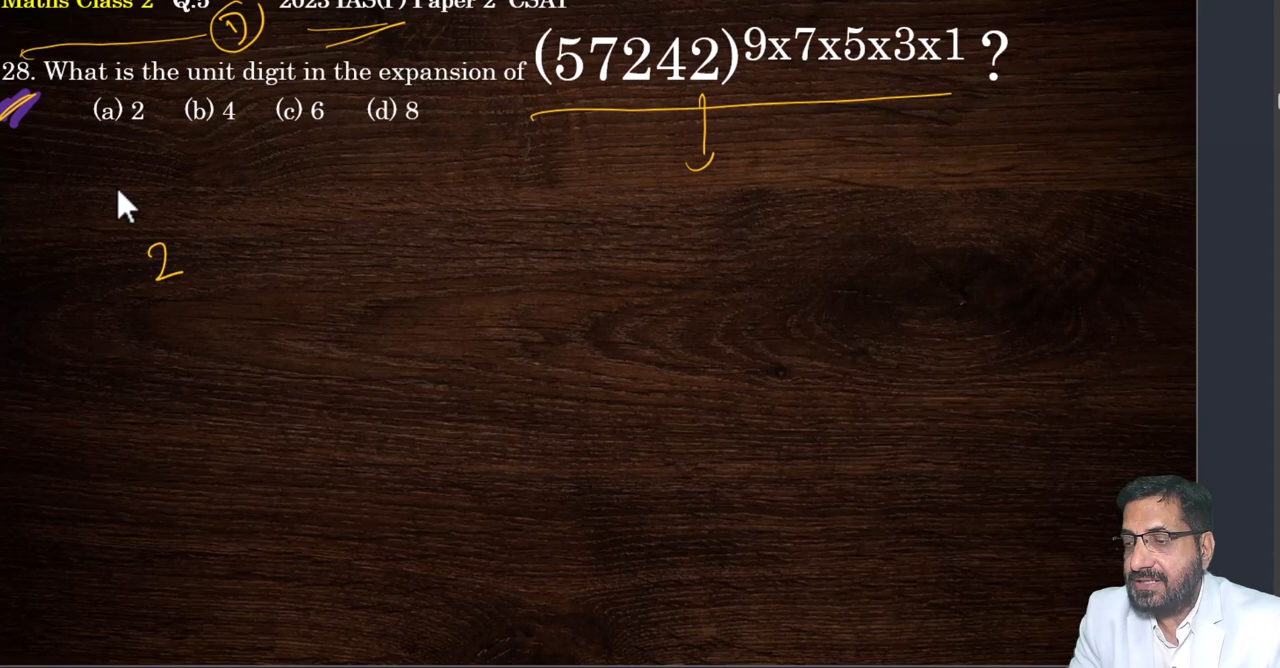 Maths Class 2 Q.5 2023 IAS(P) Paper 2 CSAT
1
28. What is the unit digit in the expansion of (57242)^9x7x5x3x1 ?
(a) 2 (b) 4 (c) 6 (d) 8
2